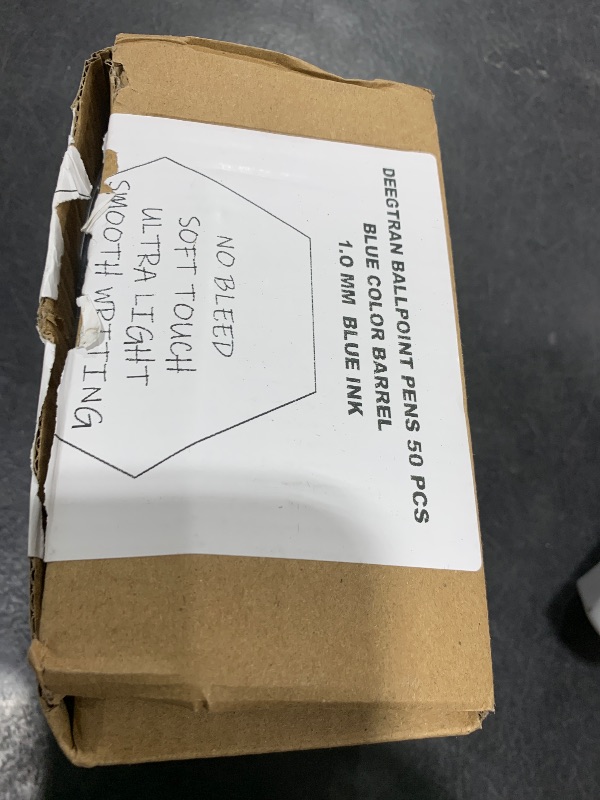 DEEGTRAN BALLPOINT PENS 50 PCS
BLUE COLOR BARREL
1.0 MM BLUE INK
NO BLEED
SOFT TOUCH
ULTRA LIGHT
SMOOTH WRITING